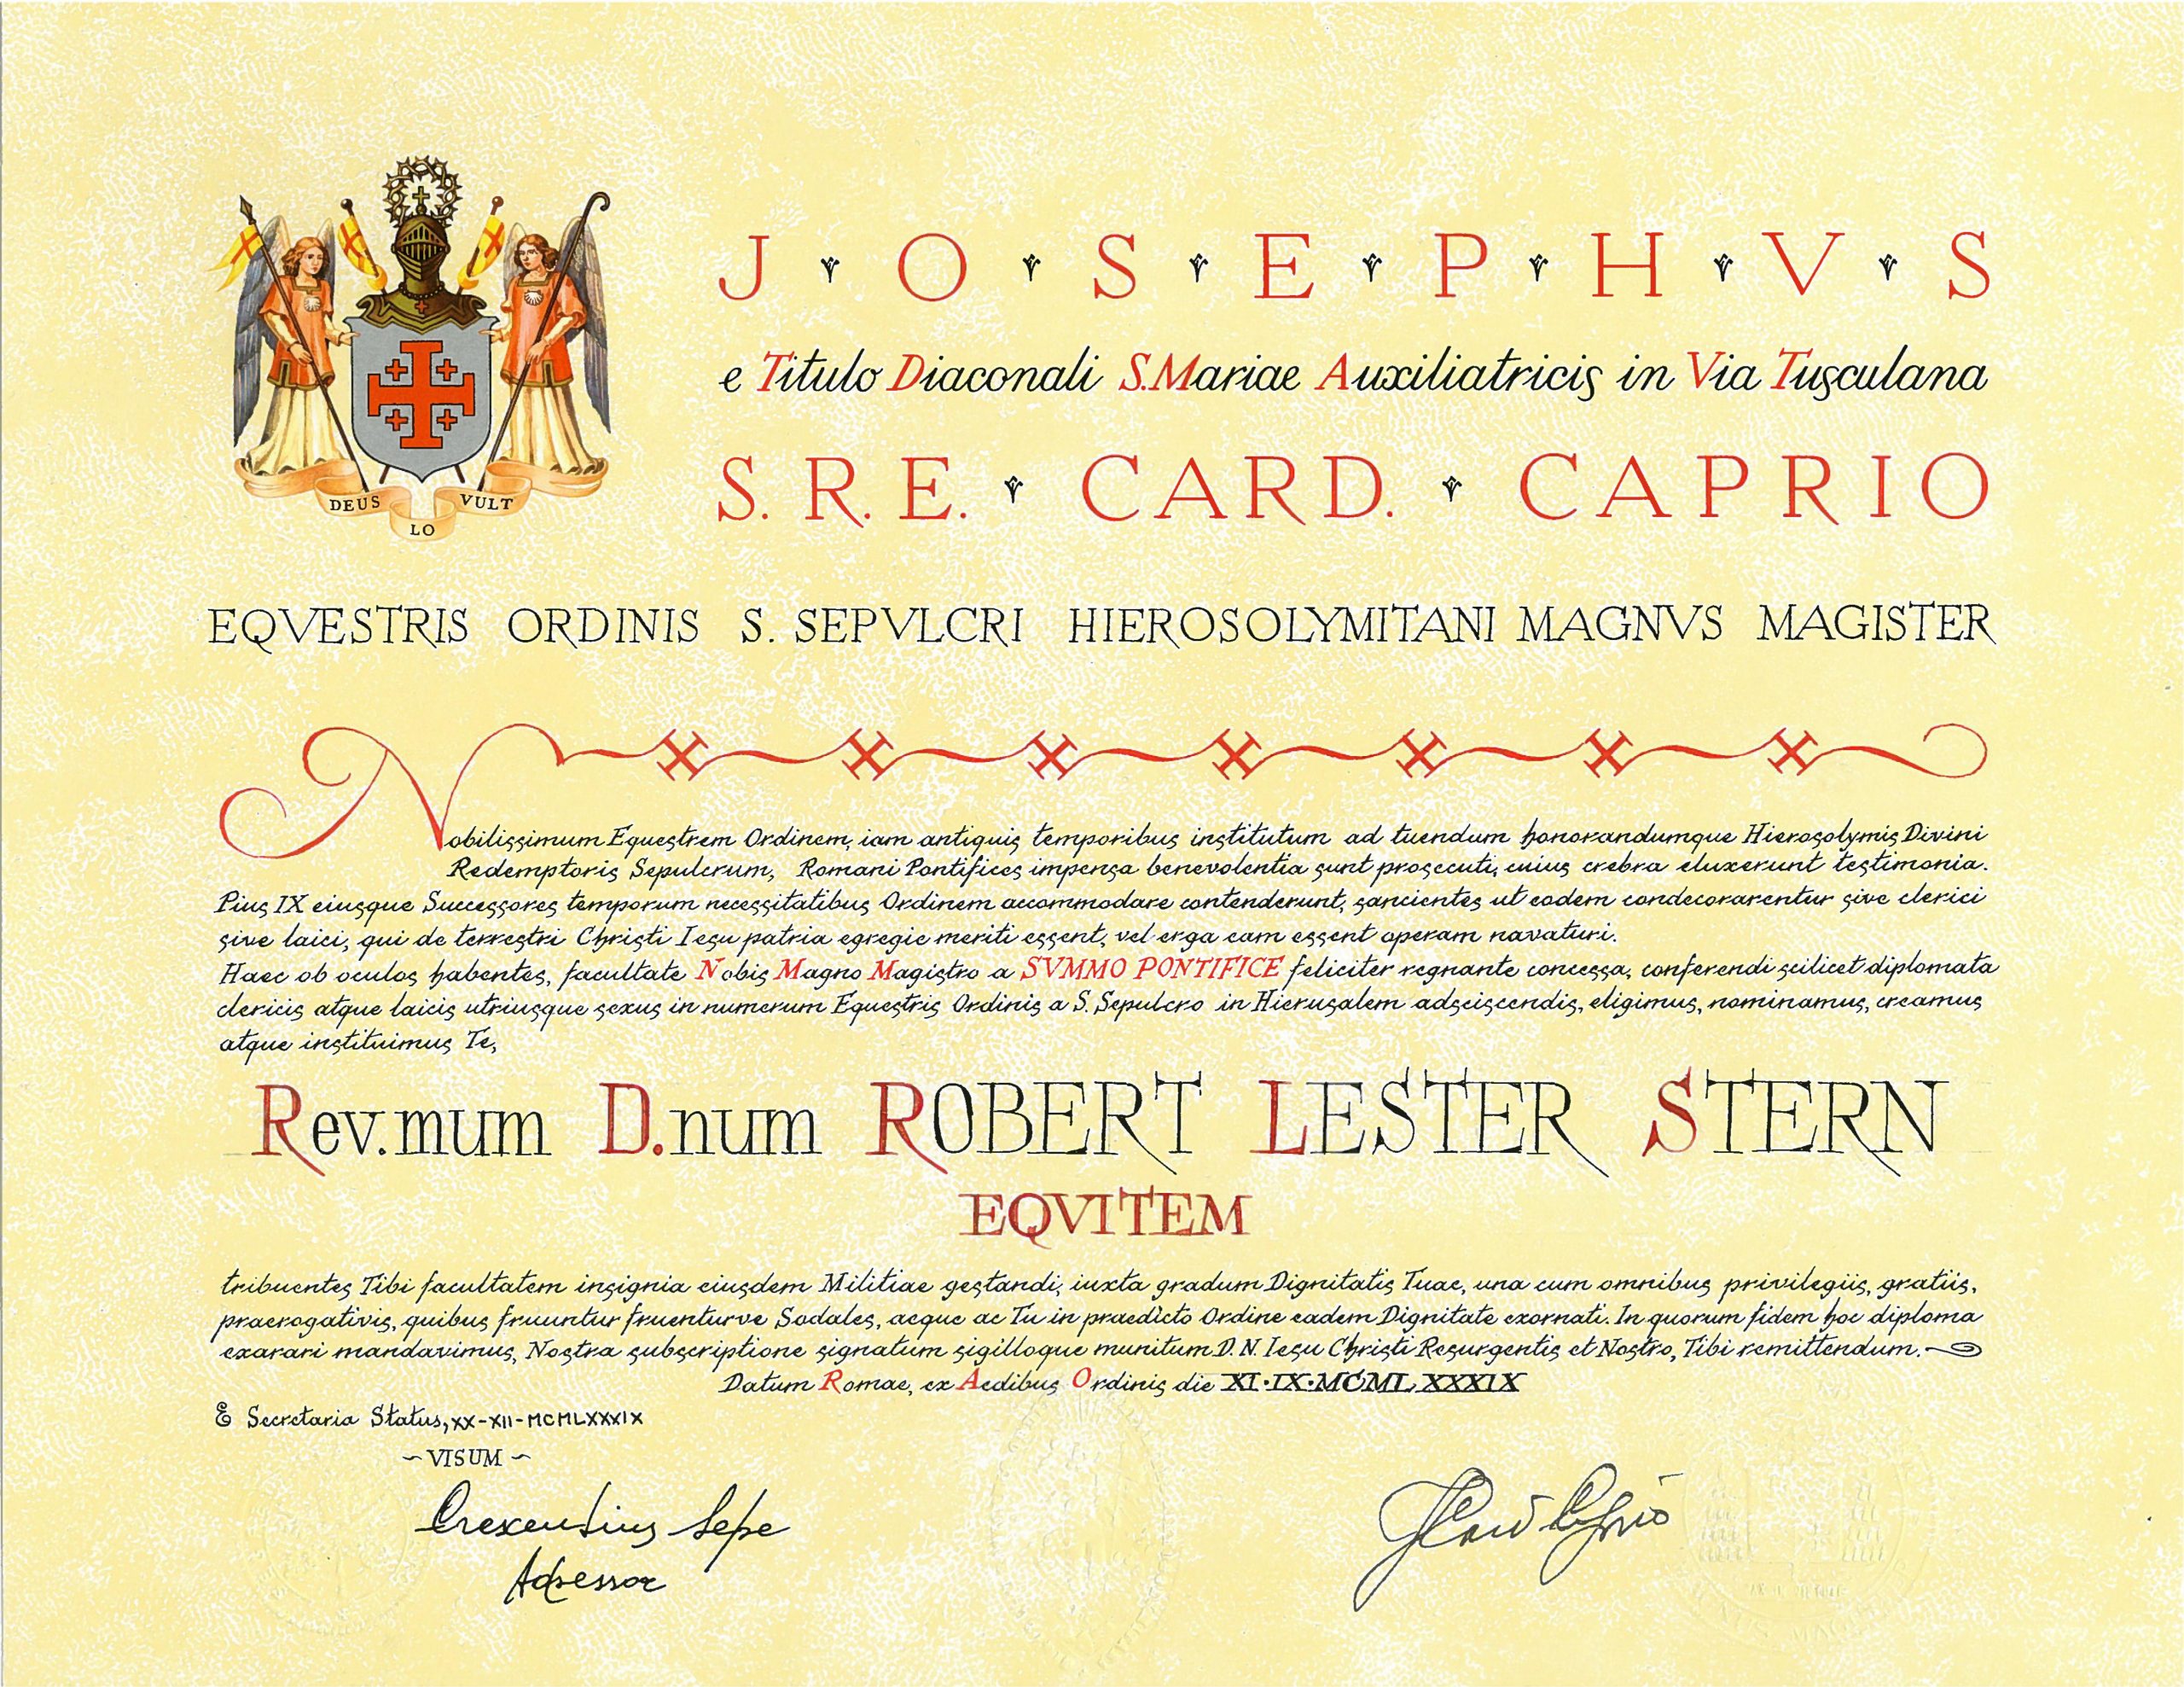 DEUS LO VULT
J O S E P H V S
e Titulo Diaconali S.Mariae Auxiliatricis in Via Tusculana
S. R. E. CARD. CAPRIO
EQVESTRIS ORDINIS S. SEPVLCRI HIEROSOLYMITANI MAGNVS MAGISTER
Nobilissimum Equestrem Ordinem, iam antiquis temporibus institutum ad tuendum honorandumque Hierosolymis Divini
Redemptoris Sepulcrum, Romani Pontifices impensa benevolentia sunt prosecuti, cuius crebra eluxerunt testimonia.
Pius IX eiusque Successores temporum necessitatibus Ordinem accommodare contenderunt, sancientes ut eodem condecorarentur sive clerici
sive laici, qui de terrestri Christi Iesu patria egregie meriti essent, vel erga eam essent operam navaturi.
Haec ob oculos habentes, facultate Nobis Magno Magistro a SVMMO PONTIFICE feliciter regnante concessa, conferendi scilicet diplomata
clericis atque laicis utriusque sexus in numerum Equestris Ordinis a S. Sepulcro in Hierusalem adsciscendis, eligimus, nominamus, creamus
atque instituimus Te,
Rev.mum D.num ROBERT LESTER STERN
EQVITEM
tribuentes Tibi facultatem insignia eiusdem Militiae gestandi, iuxta gradum Dignitatis Tuae, una cum omnibus privilegiis, gratiis,
praerogativis, quibus fruuntur fruenturve Sodales, aeque ac Tu in praedicto Ordine eadem Dignitate exornati. In quorum fidem hoc diploma
exarari mandavimus, Nostra subscriptione signatum sigilloque munitum D. N. Iesu Christi Resurgentis et Nostro, Tibi remittendum.
Datum Romae, ex Aedibus Ordinis die XI·IX·MCMLXXXIX
E Secretaria Status, XX-XII-MCMLXXXIX
~ VISUM ~
Crescentius Sepe
Adsessor